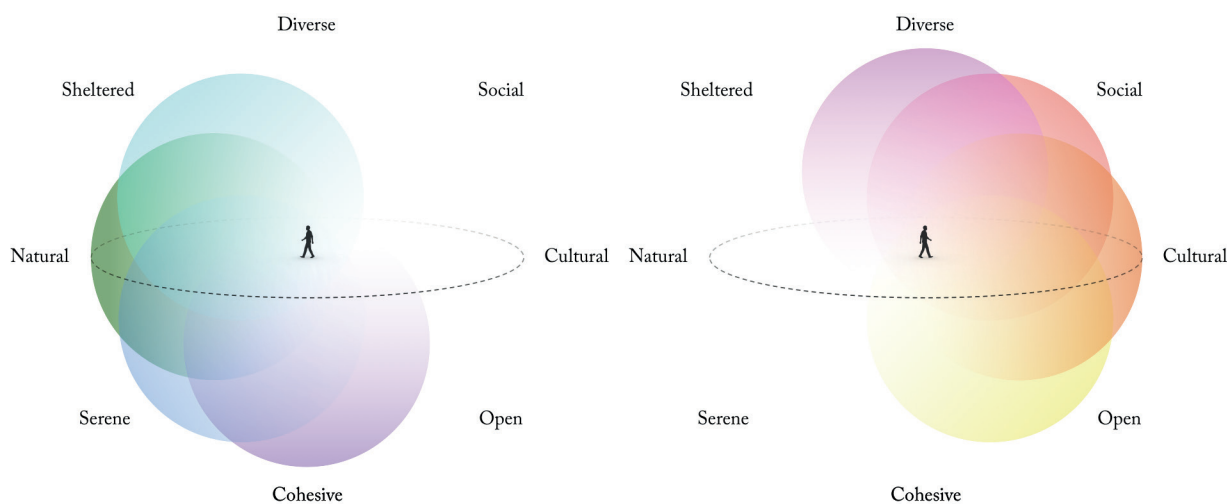 Diverse
Sheltered
Social
Natural
Cultural
Serene
Open
Cohesive
Diverse
Sheltered
Social
Natural
Cultural
Serene
Open
Cohesive